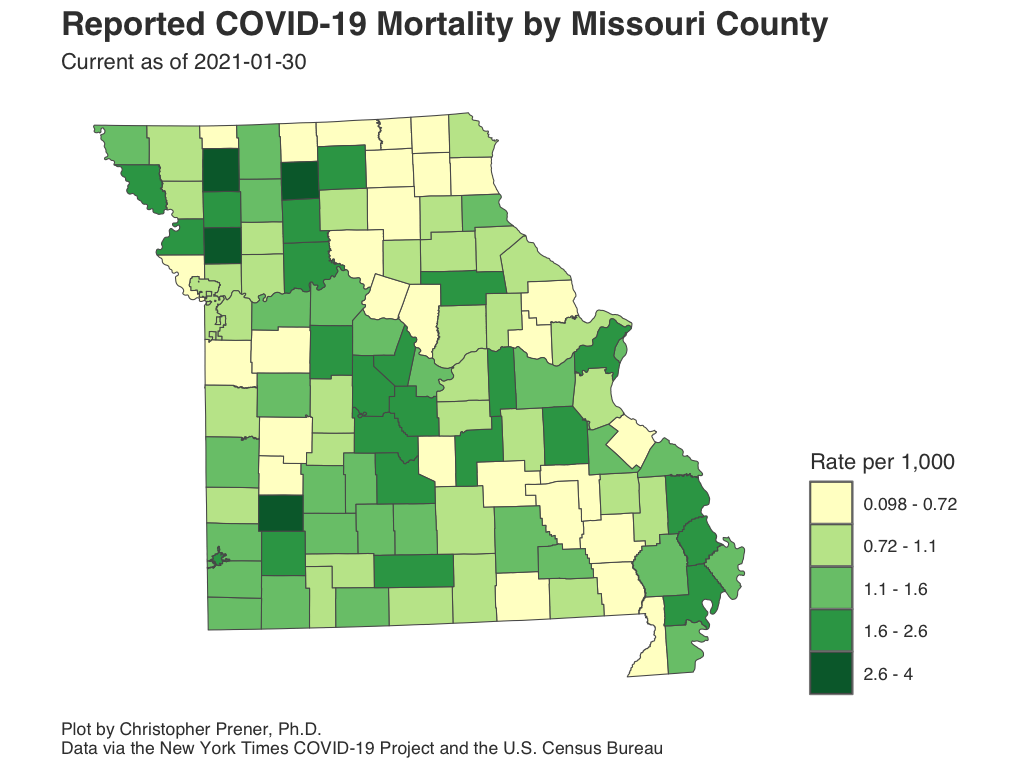 Reported COVID-19 Mortality by Missouri County
Current as of 2021-01-30
Rate per 1,000
0.098 - 0.72
0.72 - 1.1
1.1 - 1.6
1.6 - 2.6
2.6 - 4
Plot by Christopher Prener, Ph.D.
Data via the New York Times COVID-19 Project and the U.S. Census Bureau